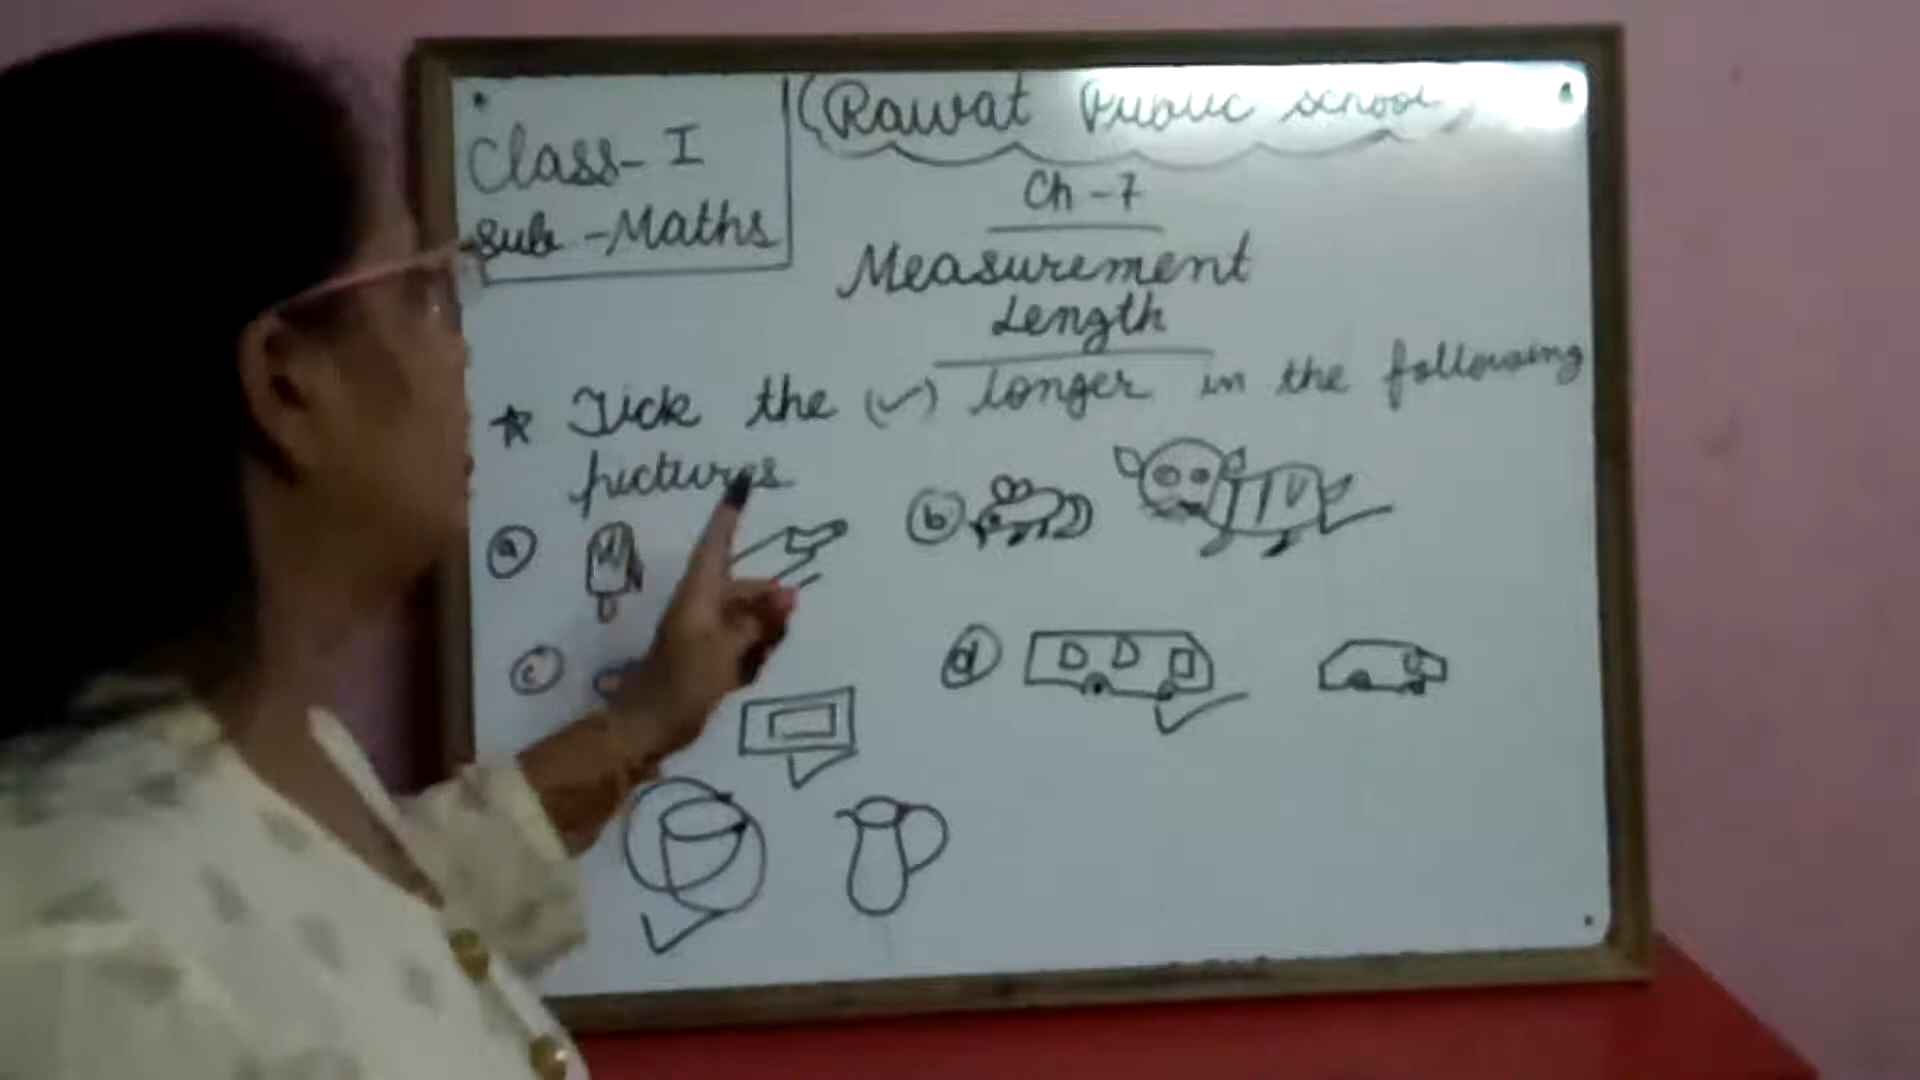 Class - I
Sub - Maths
(Rawat Public School)
Ch - 7
Measurement
Length
☆ Tick the (✓) longer in the following
pictures
(a)
(b)
(c)
(d)